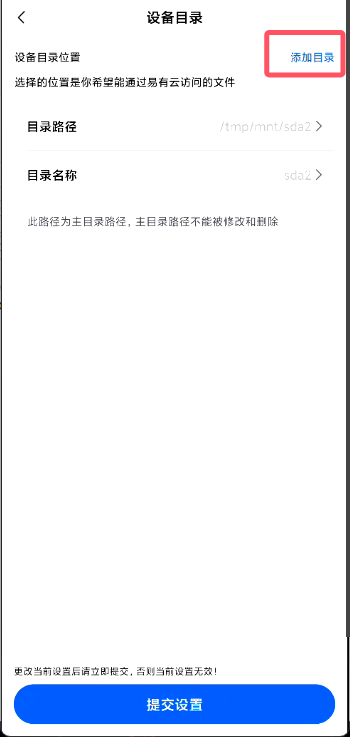 设备目录
设备目录位置 添加目录
选择的位置是你希望能通过易有云访问的文件
目录路径 /tmp/mnt/sda2
目录名称 sda2
此路径为主目录路径，主目录路径不能被修改和删除
更改当前设置后请立即提交，否则当前设置无效！
提交设置